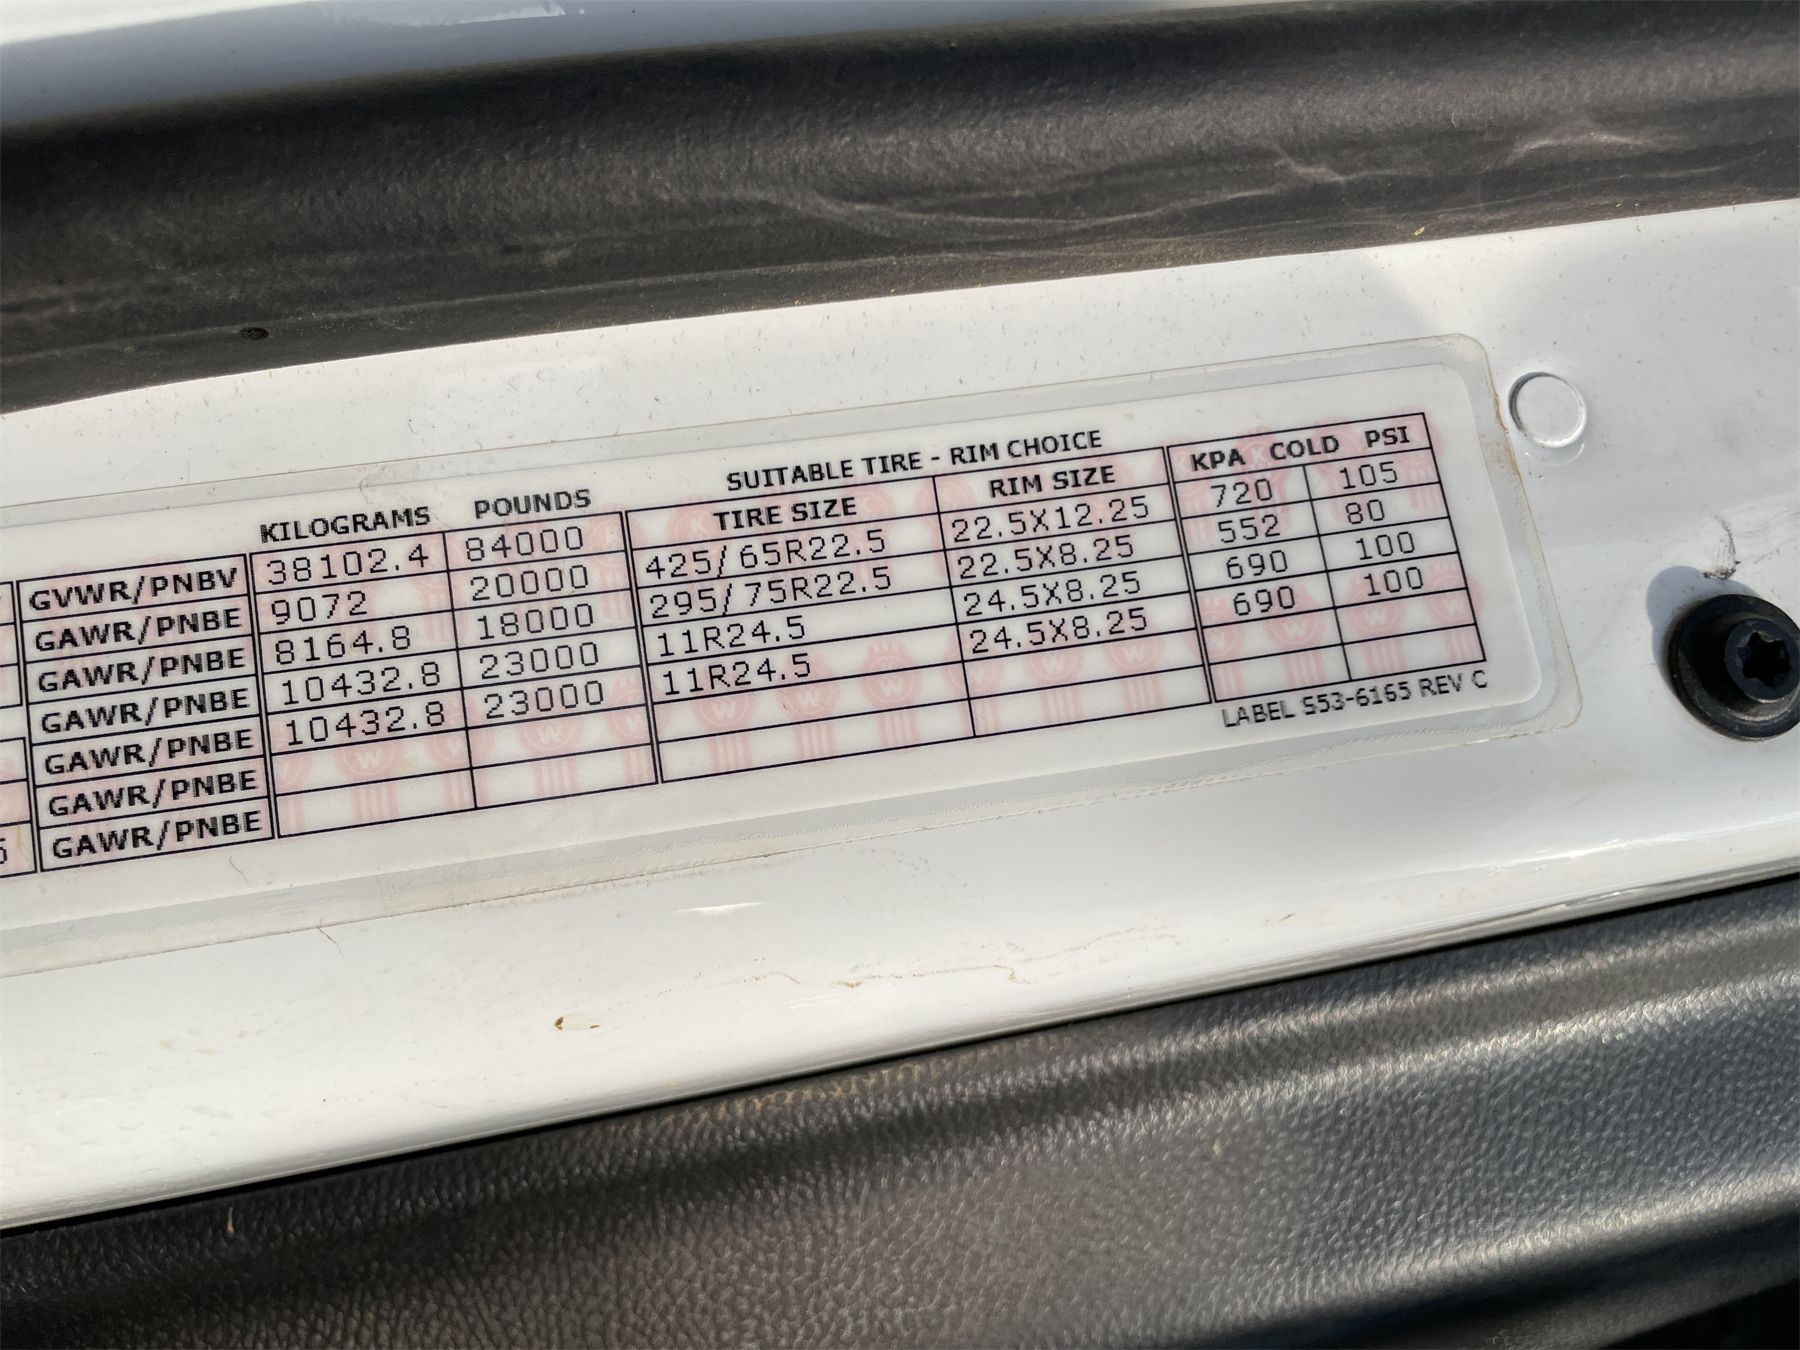 SUITABLE TIRE - RIM CHOICE
KILOGRAMS POUNDS TIRE SIZE RIM SIZE KPA COLD PSI
GVWR/PNBV 38102.4 84000
GAWR/PNBE 9072 20000 425/65R22.5 22.5X12.25 720 105
GAWR/PNBE 8164.8 18000 295/75R22.5 22.5X8.25 552 80
GAWR/PNBE 10432.8 23000 11R24.5 24.5X8.25 690 100
GAWR/PNBE 10432.8 23000 11R24.5 24.5X8.25 690 100
GAWR/PNBE
GAWR/PNBE
LABEL S53-6165 REV C